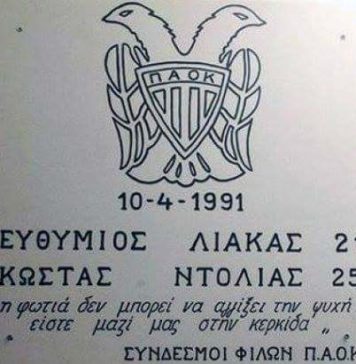 ΠΑΟΚ
10-4-1991
ΕΥΘΥΜΙΟΣ ΛΙΑΚΑΣ 21
ΚΩΣΤΑΣ ΝΤΟΛΙΑΣ 25
η φωτιά δεν μπορεί να αγγίξει την ψυχή
είστε μαζί μας στην κερκίδα „
ΣΥΝΔΕΣΜΟΙ ΦΙΛΩΝ Π.Α.Ο.Κ